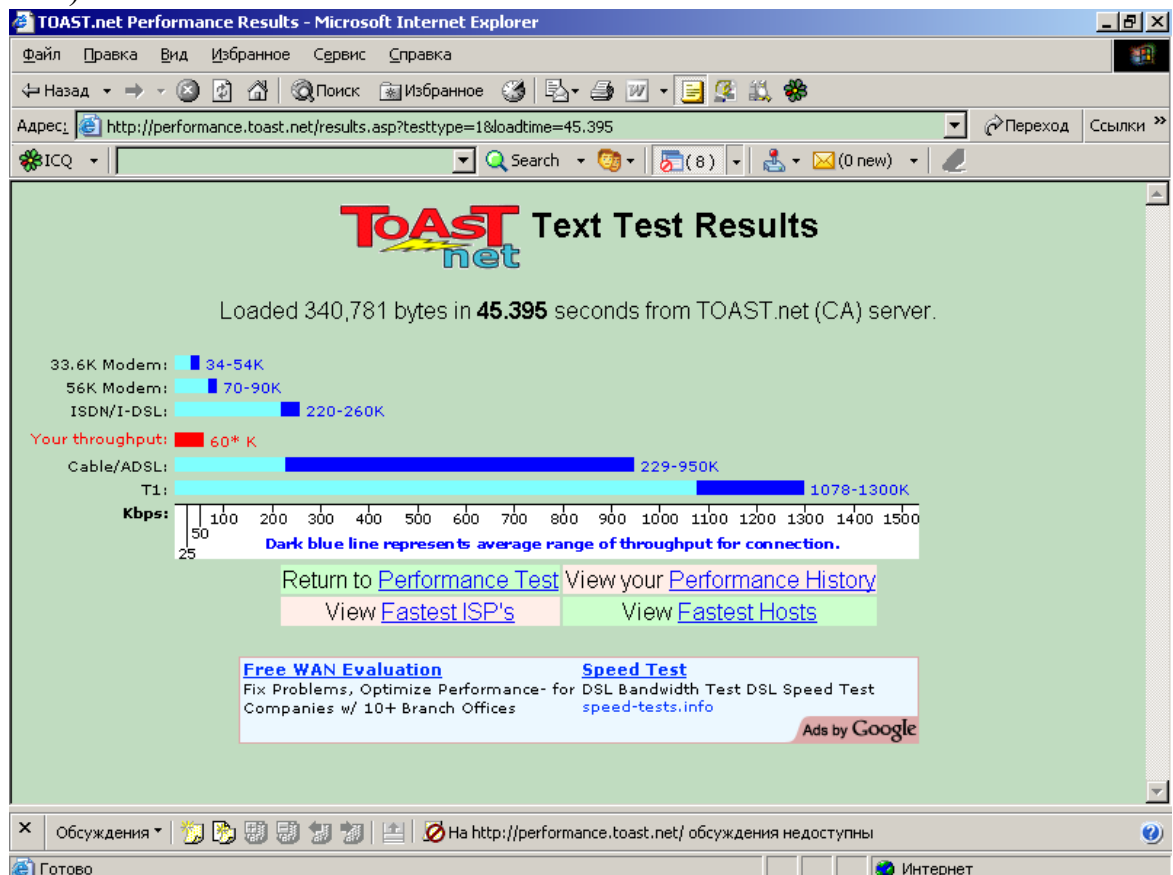 TOAST.net Performance Results - Microsoft Internet Explorer
Файл Правка Вид Избранное Сервис Справка
Назад Поиск Избранное
Адрес: http://performance.toast.net/results.asp?testtype=1&loadtime=45.395 Переход Ссылки »
ICQ Search (8) (0 new)
ToAsT net Text Test Results
Loaded 340,781 bytes in 45.395 seconds from TOAST.net (CA) server.
33.6K Modem: 34-54K
56K Modem: 70-90K
ISDN/I-DSL: 220-260K
Your throughput: 60* K
Cable/ADSL: 229-950K
T1: 1078-1300K
Kbps: 25 50 100 200 300 400 500 600 700 800 900 1000 1100 1200 1300 1400 1500
Dark blue line represents average range of throughput for connection.
Return to Performance Test View your Performance History
View Fastest ISP's View Fastest Hosts
Free WAN Evaluation Speed Test
Fix Problems, Optimize Performance- for DSL Bandwidth Test DSL Speed Test
Companies w/ 10+ Branch Offices speed-tests.info
Ads by Google
Обсуждения На http://performance.toast.net/ обсуждения недоступны
Готово Интернет